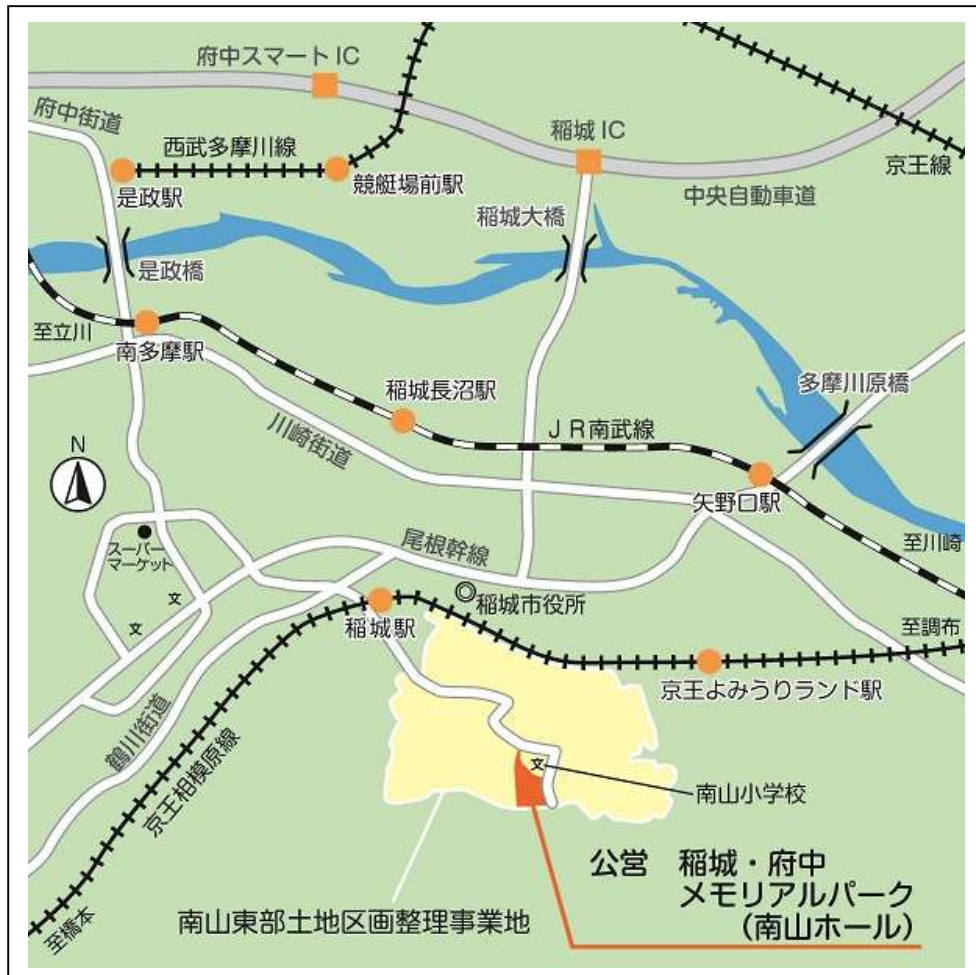 府中スマートIC
府中街道
西武多摩川線
稲城IC
京王線
是政駅
競艇場前駅
中央自動車道
稲城大橋
是政橋
至立川
南多摩駅
稲城長沼駅
多摩川原橋
川崎街道
JR南武線
N
矢野口駅
スーパー
マーケット
尾根幹線
至川崎
文
文
稲城市役所
稲城駅
至調布
京王よみうりランド駅
鶴川街道
京王相模原線
文
南山小学校
公営 稲城・府中
メモリアルパーク
(南山ホール)
南山東部土地区画整理事業地
至橋本